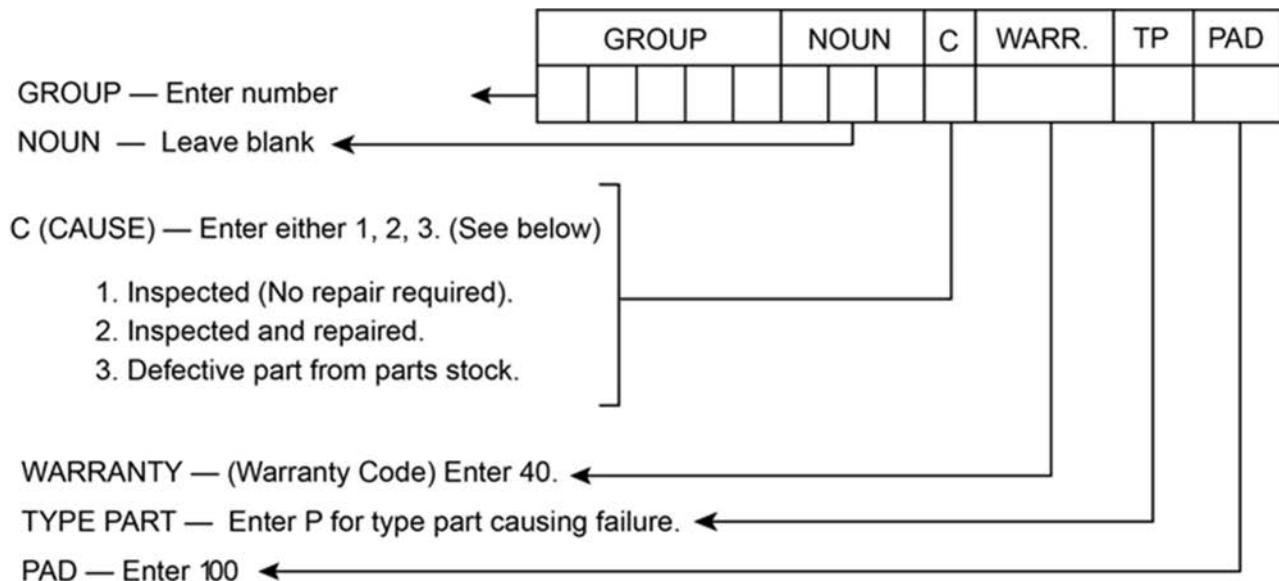 GROUP NOUN C WARR. TP PAD
GROUP — Enter number
NOUN — Leave blank
C (CAUSE) — Enter either 1, 2, 3. (See below)
1. Inspected (No repair required).
2. Inspected and repaired.
3. Defective part from parts stock.
WARRANTY — (Warranty Code) Enter 40.
TYPE PART — Enter P for type part causing failure.
PAD — Enter 100